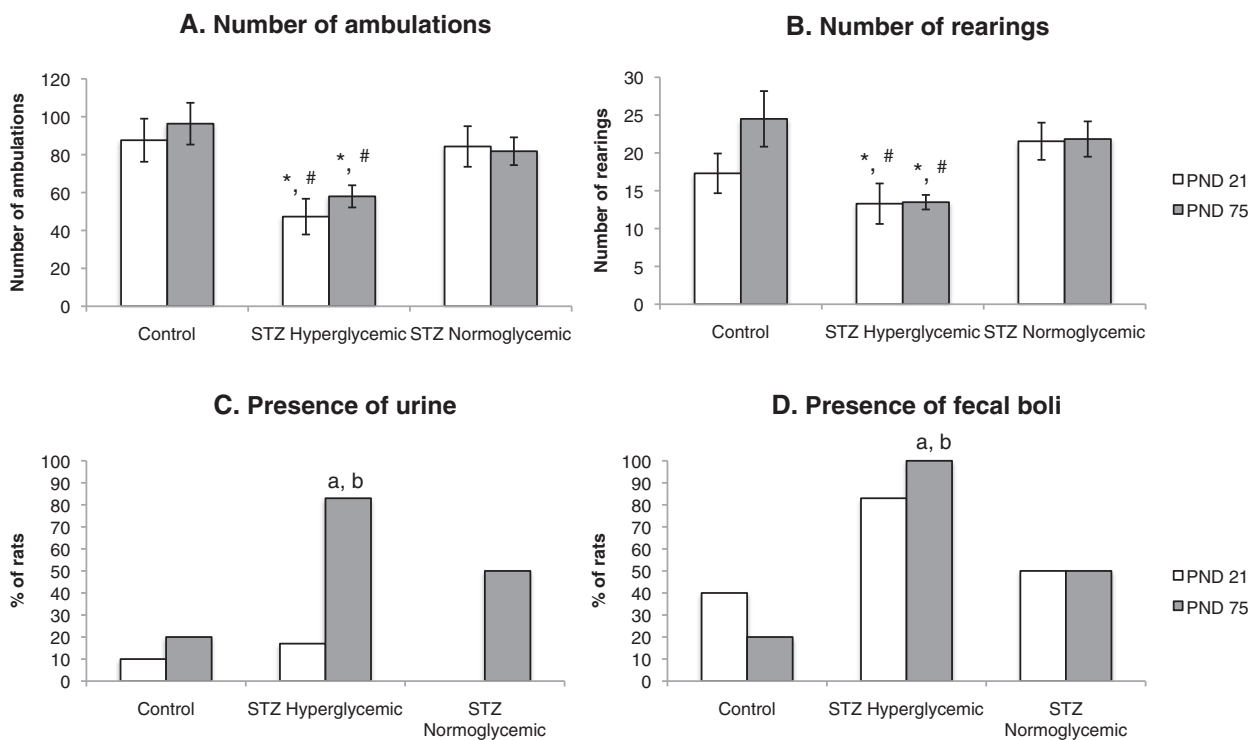 A. Number of ambulations
Number of ambulations
120
100
80
60
40
20
0
*, #
*, #
Control
STZ Hyperglycemic
STZ Normoglycemic
B. Number of rearings
Number of rearings
30
25
20
15
10
5
0
*, #
*, #
Control
STZ Hyperglycemic
STZ Normoglycemic
PND 21
PND 75
C. Presence of urine
% of rats
100
90
80
70
60
50
40
30
20
10
0
a, b
Control
STZ Hyperglycemic
STZ
Normoglycemic
D. Presence of fecal boli
% of rats
100
90
80
70
60
50
40
30
20
10
0
a, b
Control
STZ Hyperglycemic
STZ
Normoglycemic
PND 21
PND 75